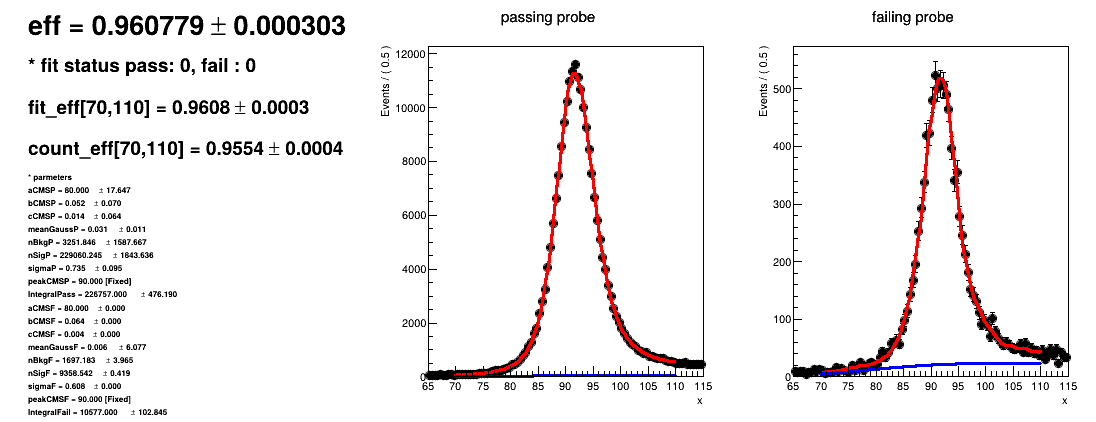 eff = 0.960779 ± 0.000303
* fit status pass: 0, fail : 0
fit_eff[70,110] = 0.9608 ± 0.0003
count_eff[70,110] = 0.9554 ± 0.0004
* parmeters
aCMSP = 80.000 ± 17.647
bCMSP = 0.052 ± 0.070
cCMSP = 0.014 ± 0.064
meanGaussP = 0.031 ± 0.011
nBkgP = 3251.846 ± 1587.667
nSigP = 229060.245 ± 1643.636
sigmaP = 0.735 ± 0.095
peakCMSP = 90.000 [Fixed]
IntegralPass = 226757.000 ± 476.190
aCMSF = 80.000 ± 0.000
bCMSF = 0.064 ± 0.000
cCMSF = 0.004 ± 0.000
meanGaussF = 0.006 ± 6.077
nBkgF = 1697.183 ± 3.965
nSigF = 9358.542 ± 0.419
sigmaF = 0.608 ± 0.000
peakCMSF = 90.000 [Fixed]
IntegralFail = 10577.000 ± 102.845
passing probe
Events / ( 0.5 )
12000
10000
8000
6000
4000
2000
0
65 70 75 80 85 90 95 100 105 110 115
x
failing probe
Events / ( 0.5 )
500
400
300
200
100
0
65 70 75 80 85 90 95 100 105 110 115
x